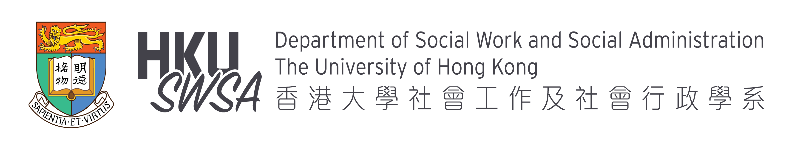 明德
格物
SAPIENTIA·ET·VIRTUS
HKU
SWSA
Department of Social Work and Social Administration
The University of Hong Kong
香港大學社會工作及社會行政學系